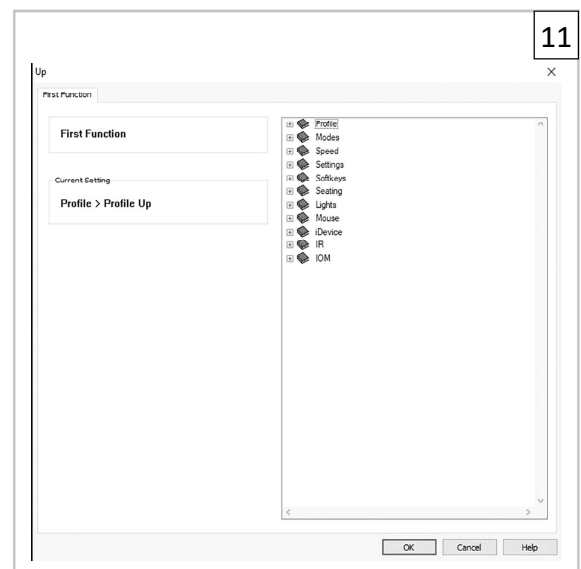 11
Up
First Function
First Function
Current Setting
Profile > Profile Up
Profile
Modes
Speed
Settings
Softkeys
Seating
Lights
Mouse
iDevice
IR
IOM
OK
Cancel
Help